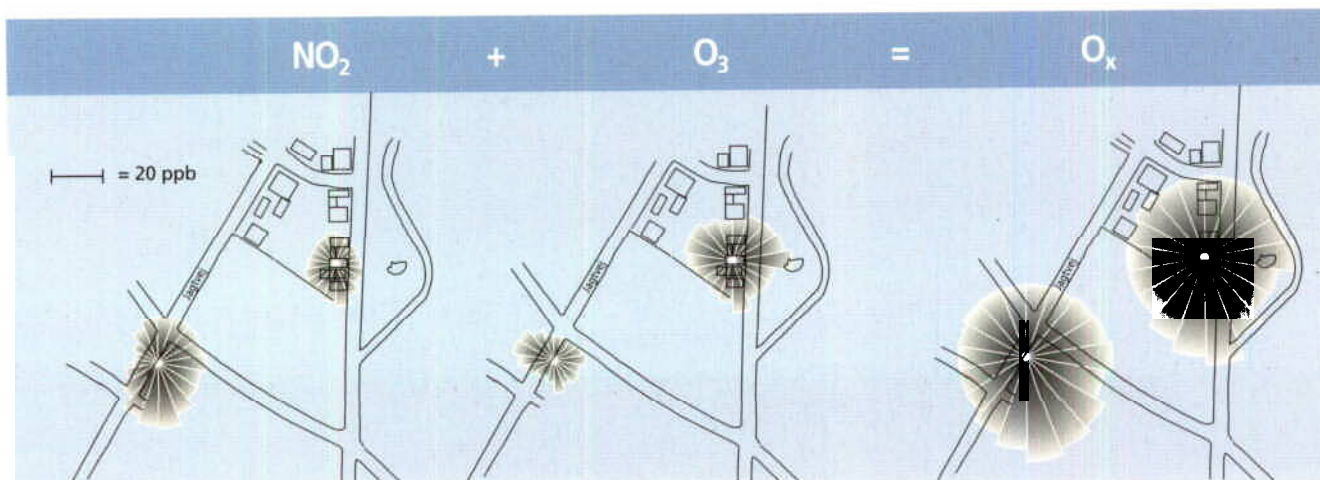 NO₂ + O₃ = Oₓ
= 20 ppb
Jagtvej
Jagtvej
Jagtvej